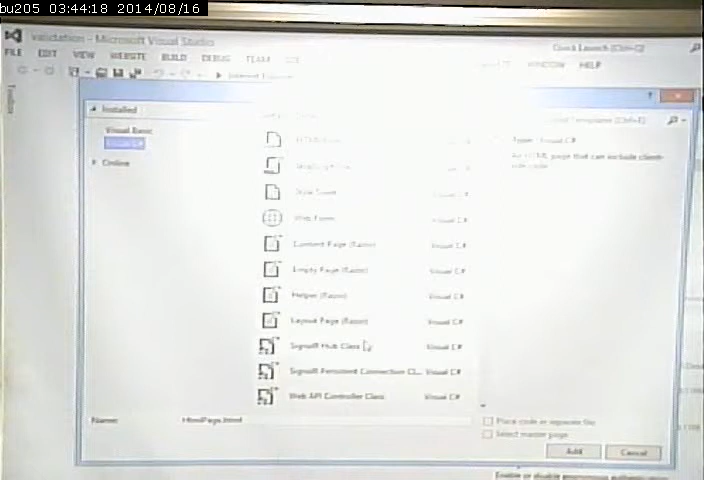 bu205 03:44:18 2014/08/16
validation - Microsoft Visual Studio
Quick Launch (Ctrl+Q)
FILE EDIT VIEW WEBSITE BUILD DEBUG TEAM WINDOW HELP
Internet Explorer
Toolbox
?
Installed
Visual Basic
Visual C#
Online
Type: Visual C#
An HTML page that can include client-
side code
Style Sheet Visual C#
Web Form Visual C#
Content Page (Razor) Visual C#
Empty Page (Razor) Visual C#
Helper (Razor) Visual C#
Layout Page (Razor) Visual C#
SignalR Hub Class Visual C#
SignalR Persistent Connection Cl... Visual C#
Web API Controller Class Visual C#
Name: HtmlPage.html
Place code in separate file
Select master page
Add Cancel